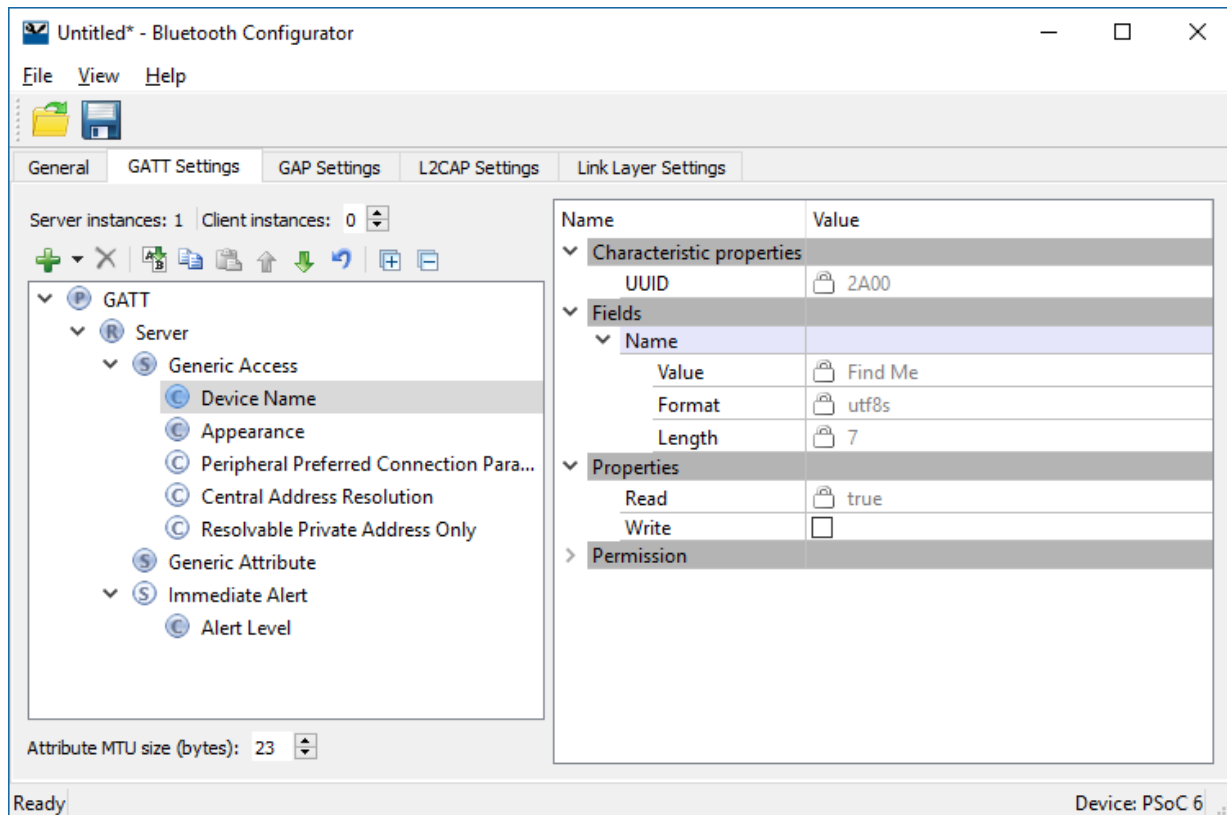 Untitled* - Bluetooth Configurator
File View Help
General GATT Settings GAP Settings L2CAP Settings Link Layer Settings
Server instances: 1 Client instances: 0
GATT
Server
Generic Access
Device Name
Appearance
Peripheral Preferred Connection Para...
Central Address Resolution
Resolvable Private Address Only
Generic Attribute
Immediate Alert
Alert Level
Attribute MTU size (bytes): 23
Name Value
Characteristic properties
UUID 2A00
Fields
Name
Value Find Me
Format utf8s
Length 7
Properties
Read true
Write
Permission
Ready Device: PSoC 6